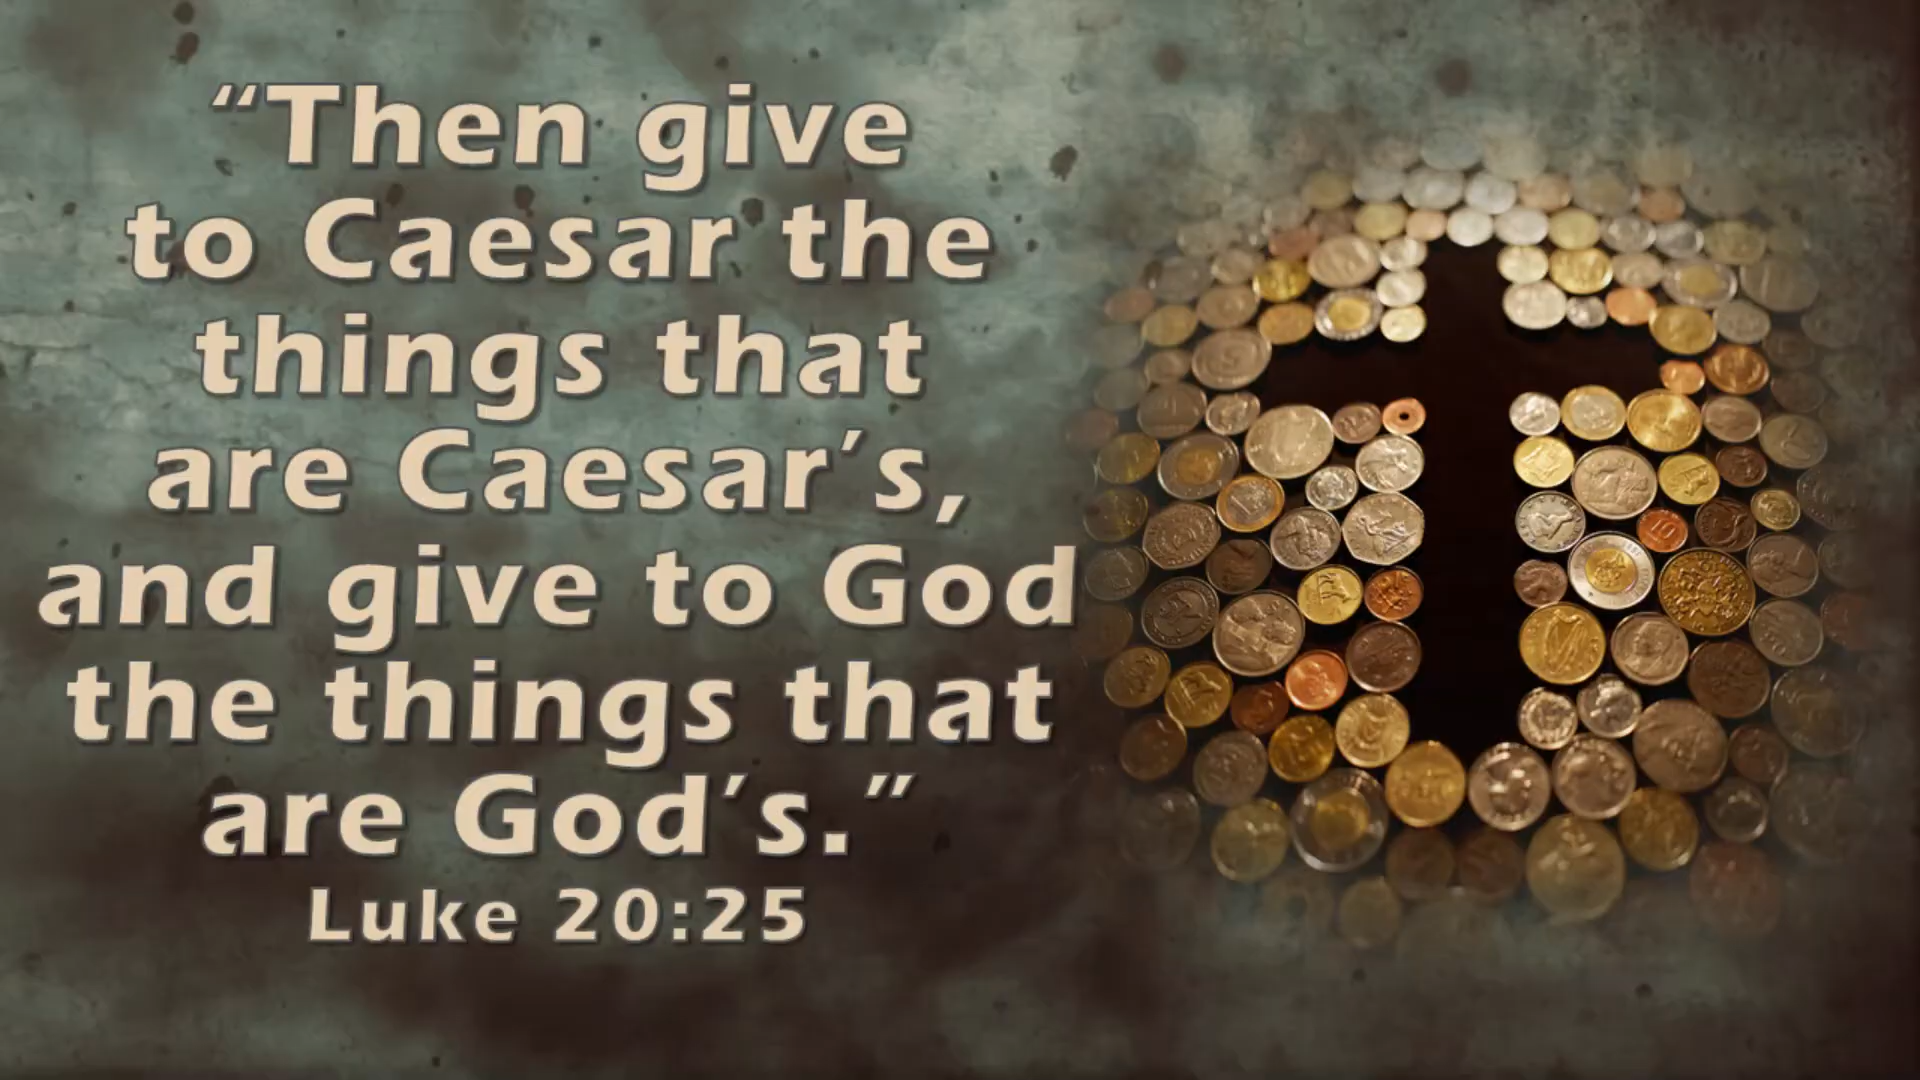 “Then give
to Caesar the
things that
are Caesar’s,
and give to God
the things that
are God’s.”
Luke 20:25